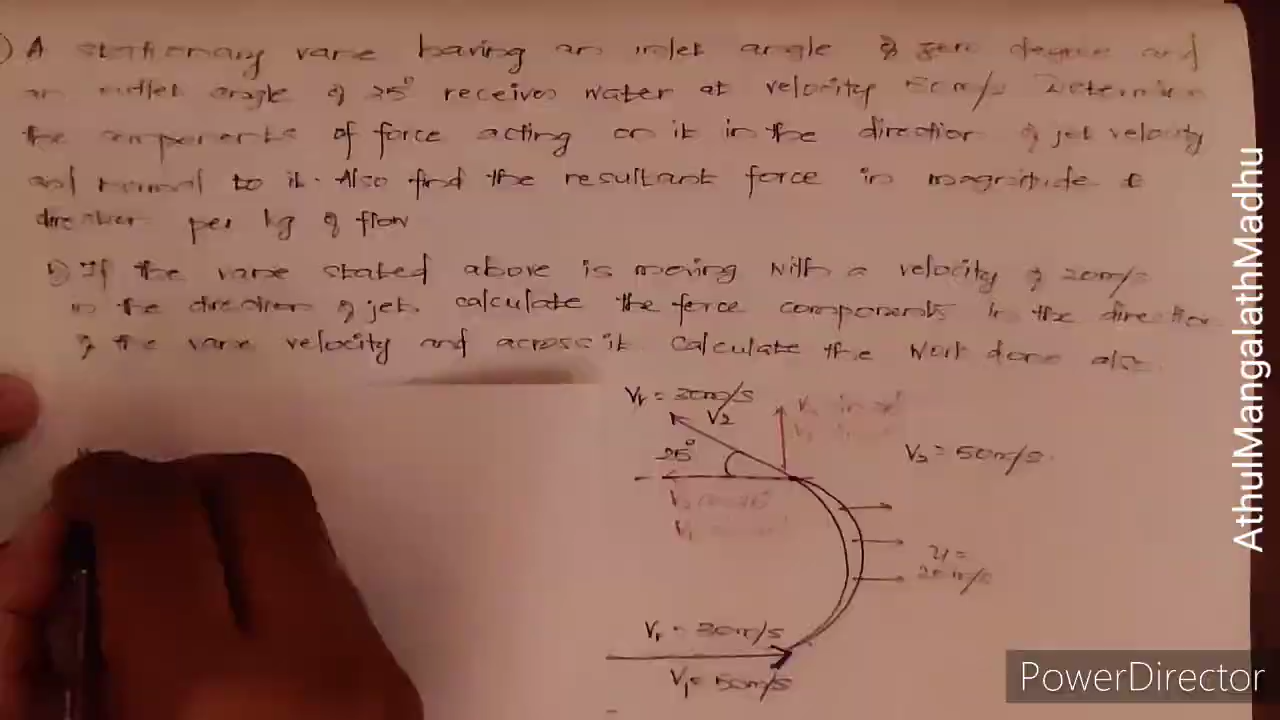 ) A stationary vane having an inlet angle of zero degree and
an outlet angle of 25° receives water at velocity 50m/s Determine
the components of force acting on it in the direction of jet velocity
and normal to it. Also find the resultant force in magnitude &
direction per kg of flow
b) If the vane stated above is moving with a velocity of 20m/s
in the direction of jet. calculate the force components in the direction
of the vane velocity and across it calculate the work done also
Vr = 30m/s
V2
25°
V2 = 50m/s.
u =
20m/s
Vr = 30m/s
V1 = 50m/s
AthulMangalathMadhu
PowerDirector